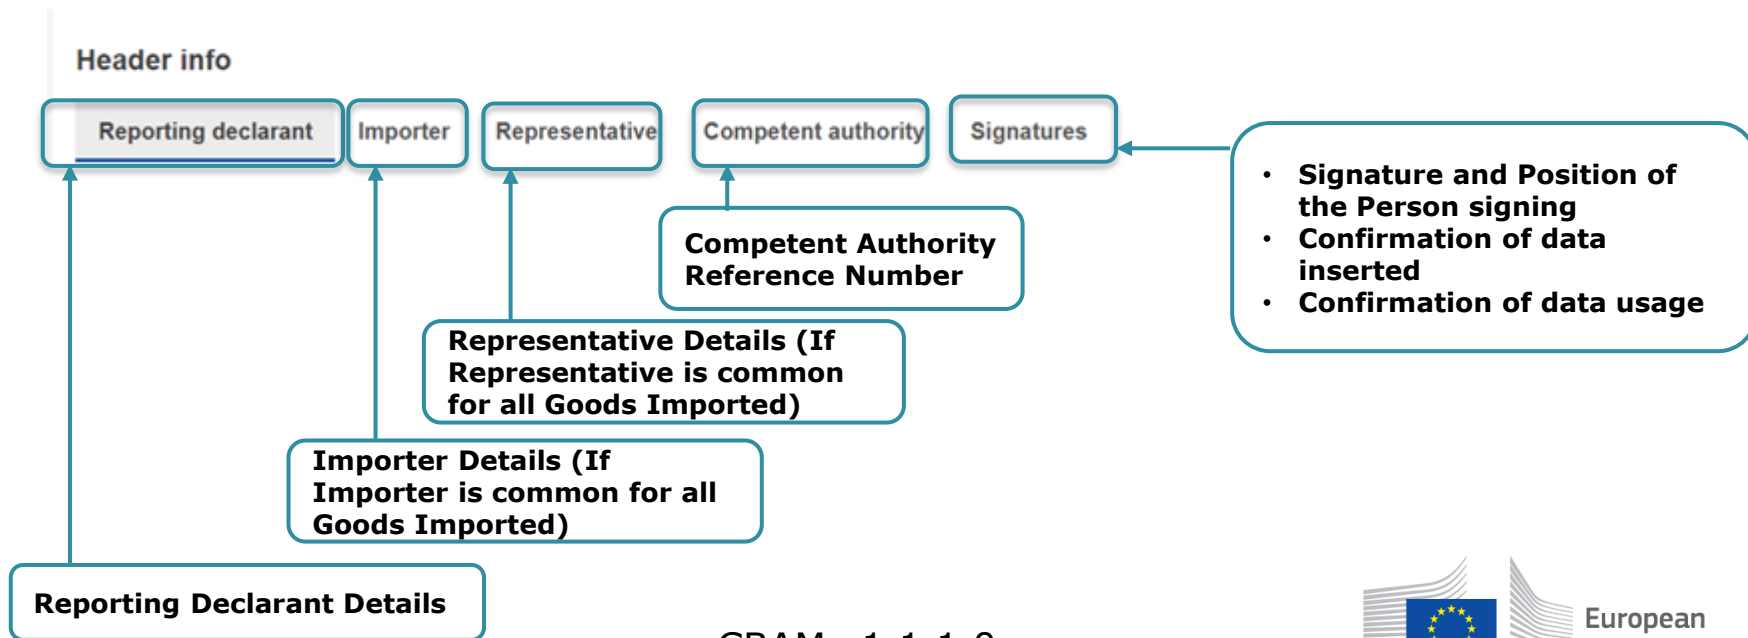 Header info
Reporting declarant
Importer
Representative
Competent authority
Signatures
• Signature and Position of
the Person signing
• Confirmation of data
inserted
• Confirmation of data usage
Competent Authority
Reference Number
Representative Details (If
Representative is common
for all Goods Imported)
Importer Details (If
Importer is common for all
Goods Imported)
Reporting Declarant Details
European